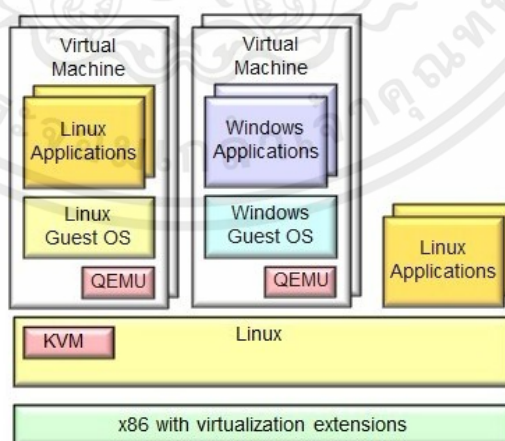 Virtual
Machine
Linux
Applications
Linux
Guest OS
QEMU
Virtual
Machine
Windows
Applications
Windows
Guest OS
QEMU
Linux
Applications
KVM
Linux
x86 with virtualization extensions